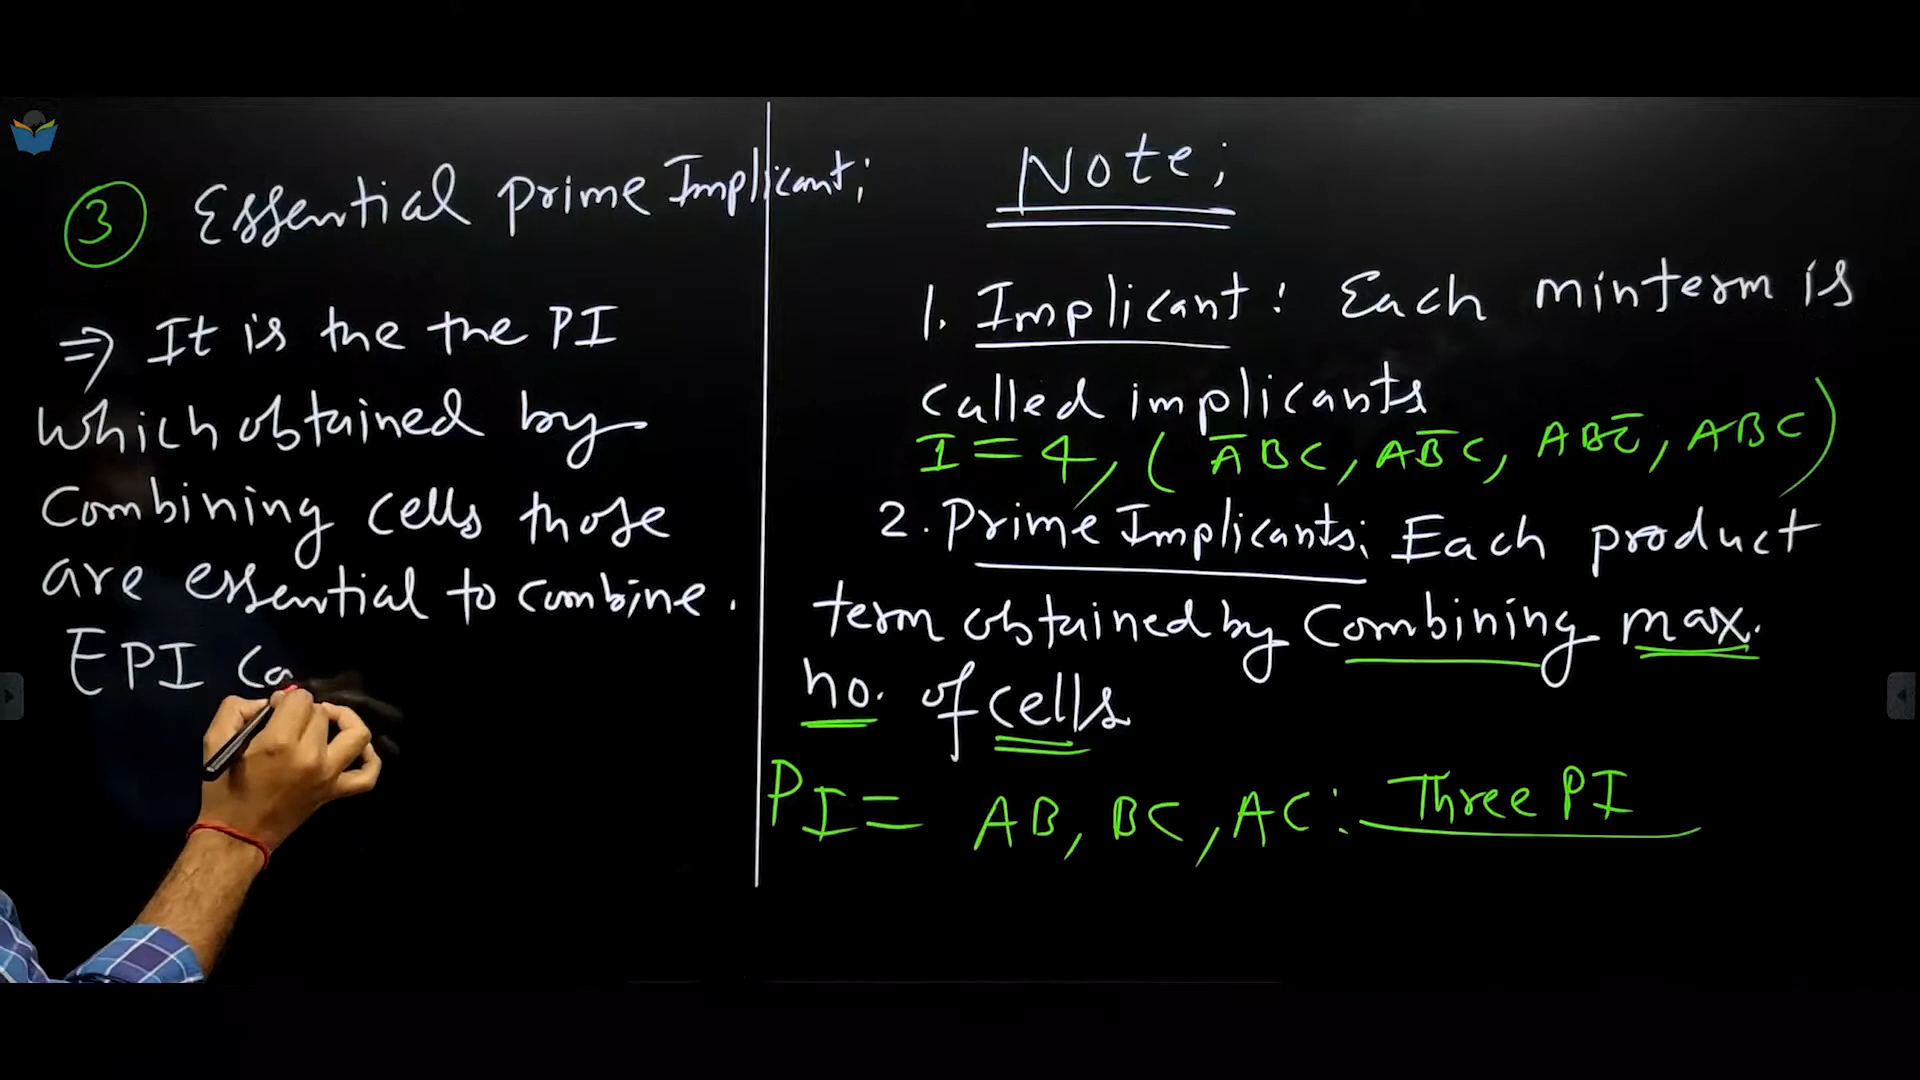 3 Essential prime Implicant;
⇒ It is the the PI
which obtained by
Combining cells those
are essential to combine.
EPI Ca
Note;
1. Implicant: Each minterm is
called implicants
I = 4, ( A̅BC, AB̅C, ABC̅, ABC )
2. Prime Implicants: Each product
term obtained by combining max.
no. of cells
PI = AB, BC, AC: Three PI